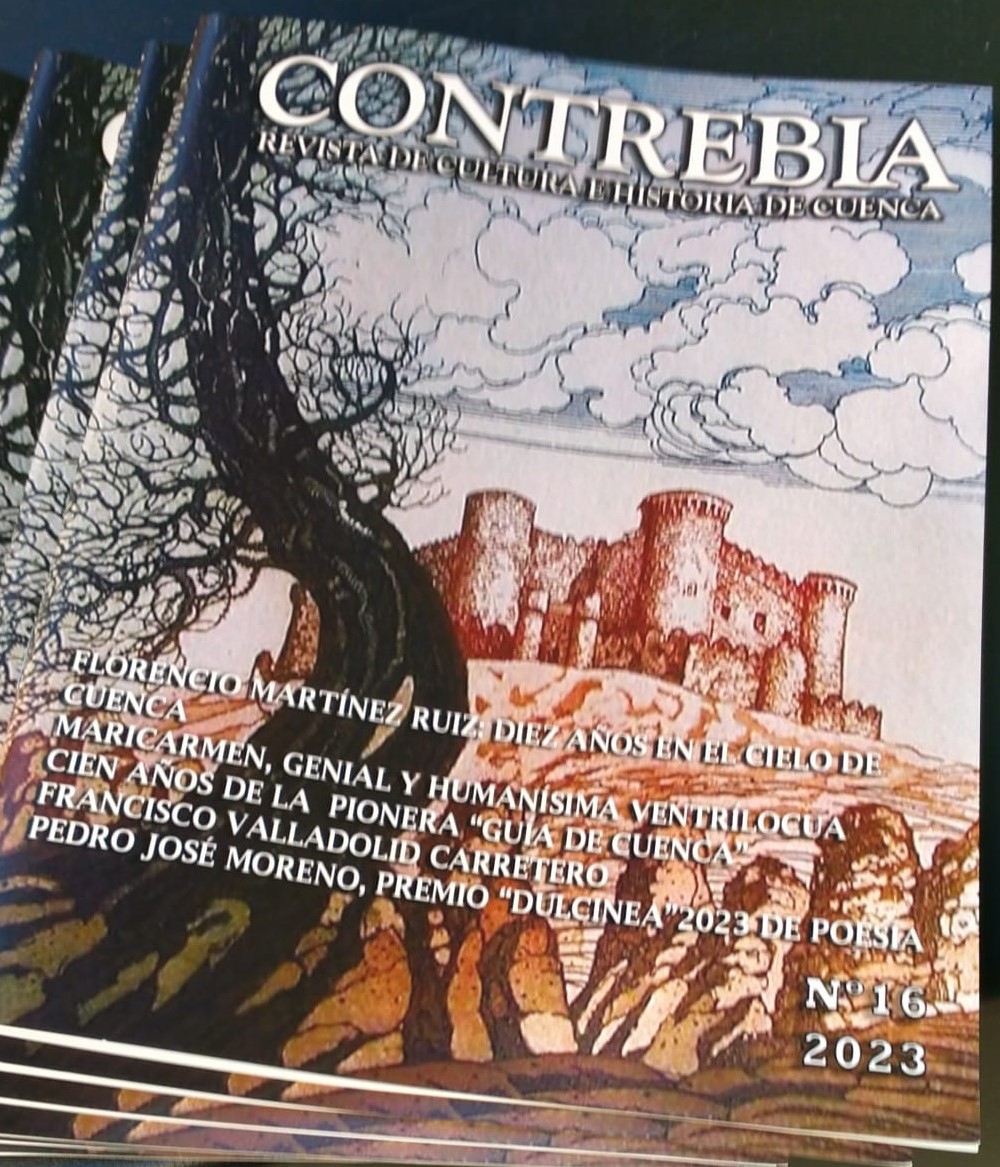 CONTREBIA
REVISTA DE CULTURA E HISTORIA DE CUENCA
FLORENCIO MARTÍNEZ RUIZ: DIEZ AÑOS EN EL CIELO DE
CUENCA
MARICARMEN, GENIAL Y HUMANÍSIMA VENTRÍLOCUA
CIEN AÑOS DE LA PIONERA "GUÍA DE CUENCA"
FRANCISCO VALLADOLID CARRETERO
PEDRO JOSÉ MORENO, PREMIO "DULCINEA"2023 DE POESÍA
Nº16
2023